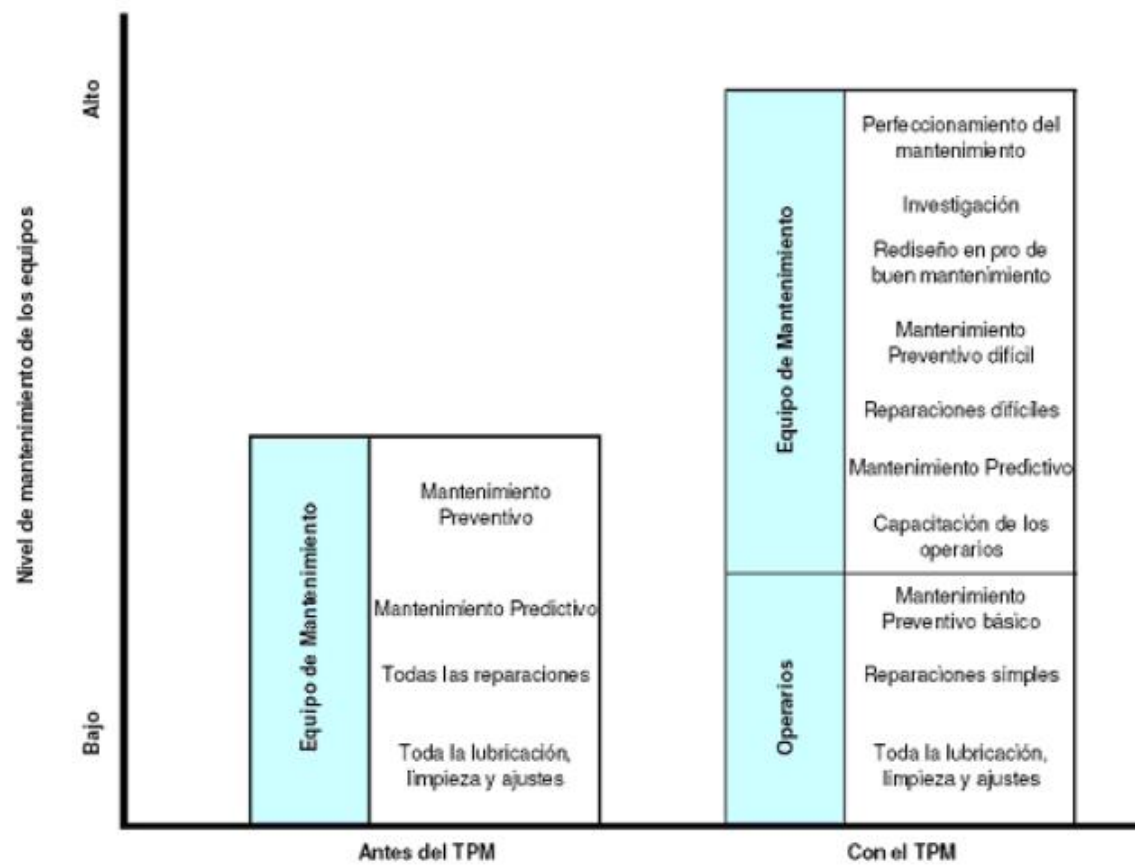 Nivel de mantenimiento de los equipos
Alto
Bajo
Equipo de Mantenimiento
Mantenimiento
Preventivo
Mantenimiento Predictivo
Todas las reparaciones
Toda la lubricación,
limpieza y ajustes
Antes del TPM
Equipo de Mantenimiento
Perfeccionamiento del
mantenimiento
Investigación
Rediseño en pro de
buen mantenimiento
Mantenimiento
Preventivo difícil
Reparaciones difíciles
Mantenimiento Predictivo
Capacitación de los
operarios
Operarios
Mantenimiento
Preventivo básico
Reparaciones simples
Toda la lubricación,
limpieza y ajustes
Con el TPM